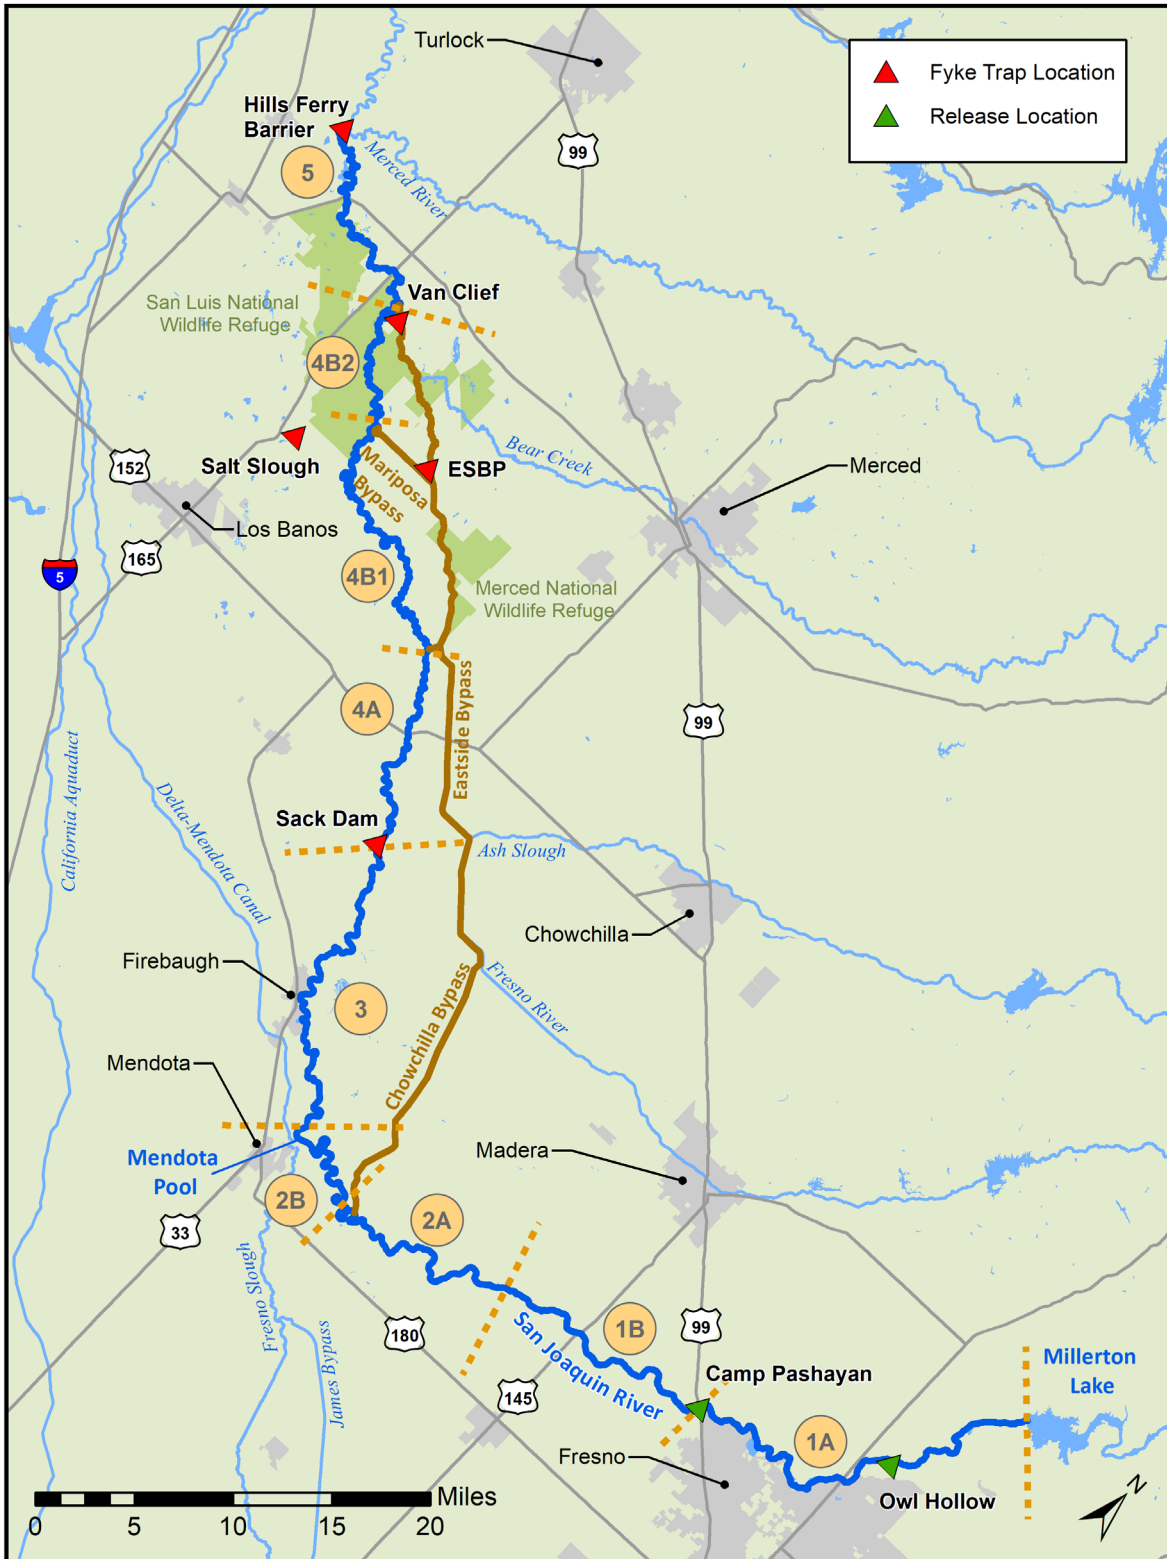 Turlock
Fyke Trap Location
Release Location
Hills Ferry
Barrier
5
Merced River
99
San Luis National
Wildlife Refuge
Van Clief
4B2
Salt Slough
152
Mariposa
Bypass
ESBP
Bear Creek
Merced
Los Banos
165
5
4B1
Merced National
Wildlife Refuge
4A
Eastside Bypass
99
California Aquaduct
Delta-Mendota Canal
Sack Dam
Ash Slough
Chowchilla
Firebaugh
3
Fresno River
Chowchilla Bypass
Mendota
Mendota
Pool
Madera
2B
2A
33
Fresno Slough
James Bypass
180
San Joaquin River
1B
99
145
Millerton
Lake
Camp Pashayan
1A
Fresno
Owl Hollow
N
Miles
0 5 10 15 20